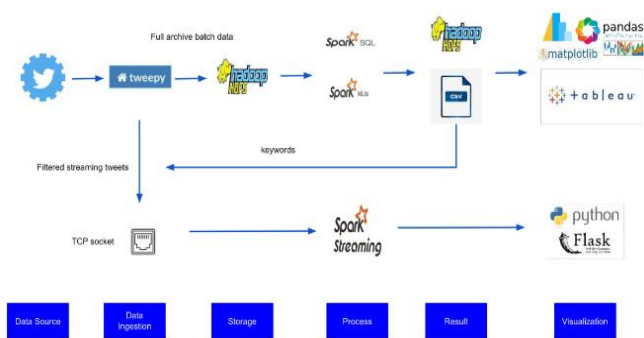 Full archive batch data
tweepy
hadoop
HDFS
Spark SQL
Spark MLlib
hadoop
HDFS
CSV
pandas
matplotlib
+ a b l e a u
keywords
Filtered streaming tweets
TCP socket
Spark
Streaming
python
Flask
Data Source
Data
Ingestion
Storage
Process
Result
Visualization